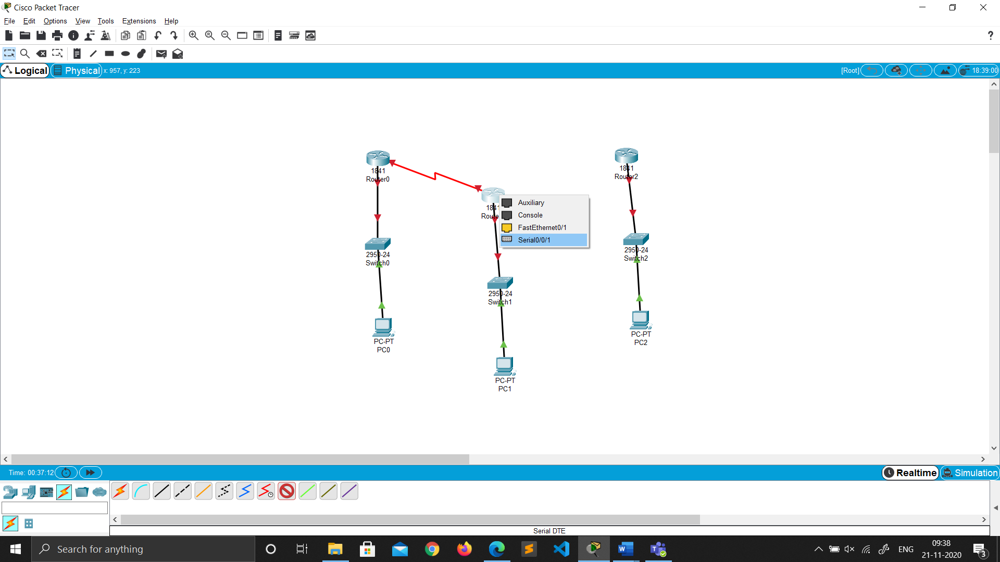 Cisco Packet Tracer
File Edit Options View Tools Extensions Help
?
Logical Physical x: 957, y: 223 [Root] 18:39:00
1841
Router0
1841
Router2
Auxiliary
Console
FastEthernet0/1
Serial0/0/1
2950-24
Switch0
2950-24
Switch2
2950-24
Switch1
PC-PT
PC0
PC-PT
PC2
PC-PT
PC1
Time: 00:37:12 Realtime Simulation
Serial DTE
Search for anything
ENG
09:38
21-11-2020
3